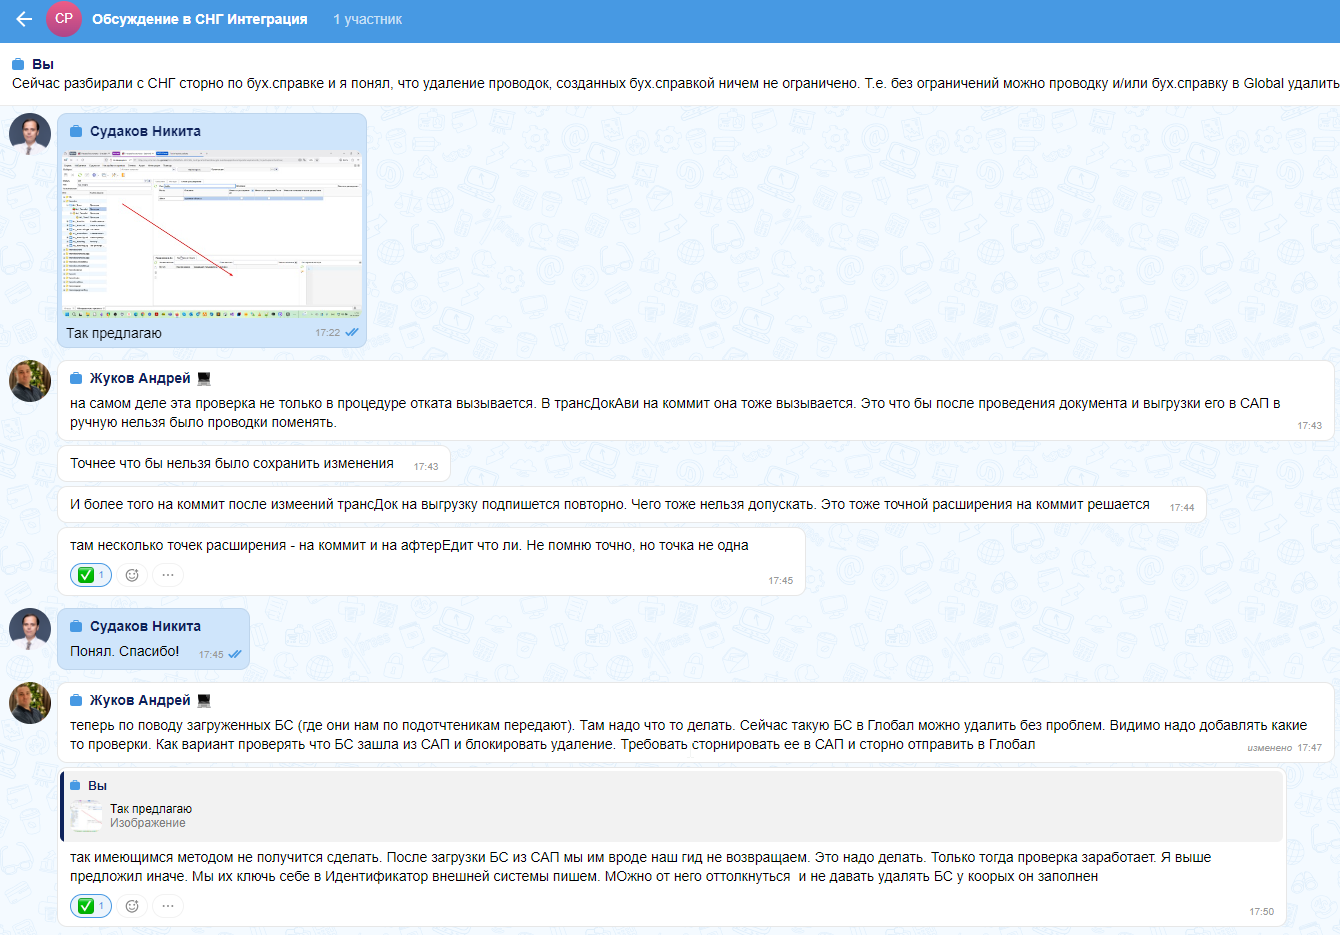 СР Обсуждение в СНГ Интеграция 1 участник
Вы
Сейчас разбирали с СНГ сторно по бух.справке и я понял, что удаление проводок, созданных бух.справкой ничем не ограничено. Т.е. без ограничений можно проводку и/или бух.справку в Global удалить
Судаков Никита
Так предлагаю 17:22
Жуков Андрей
на самом деле эта проверка не только в процедуре отката вызывается. В трансДокАви на коммит она тоже вызывается. Это что бы после проведения документа и выгрузки его в САП в
ручную нельзя было проводки поменять. 17:43
Точнее что бы нельзя было сохранить изменения 17:43
И более того на коммит после измеений трансДок на выгрузку подпишется повторно. Чего тоже нельзя допускать. Это тоже точной расширения на коммит решается 17:44
там несколько точек расширения - на коммит и на афтерЕдит что ли. Не помню точно, но точка не одна
1 17:45
Судаков Никита
Понял. Спасибо! 17:45
Жуков Андрей
теперь по поводу загруженных БС (где они нам по подотчтеникам передают). Там надо что то делать. Сейчас такую БС в Глобал можно удалить без проблем. Видимо надо добавлять какие
то проверки. Как вариант проверять что БС зашла из САП и блокировать удаление. Требовать сторнировать ее в САП и сторно отправить в Глобал изменено 17:47
Вы
Так предлагаю
Изображение
так имеющимся методом не получится сделать. После загрузки БС из САП мы им вроде наш гид не возвращаем. Это надо делать. Только тогда проверка заработает. Я выше
предложил иначе. Мы их ключь себе в Идентификатор внешней системы пишем. МОжно от него оттолкнуться и не давать удалять БС у коорых он заполнен
1 17:50